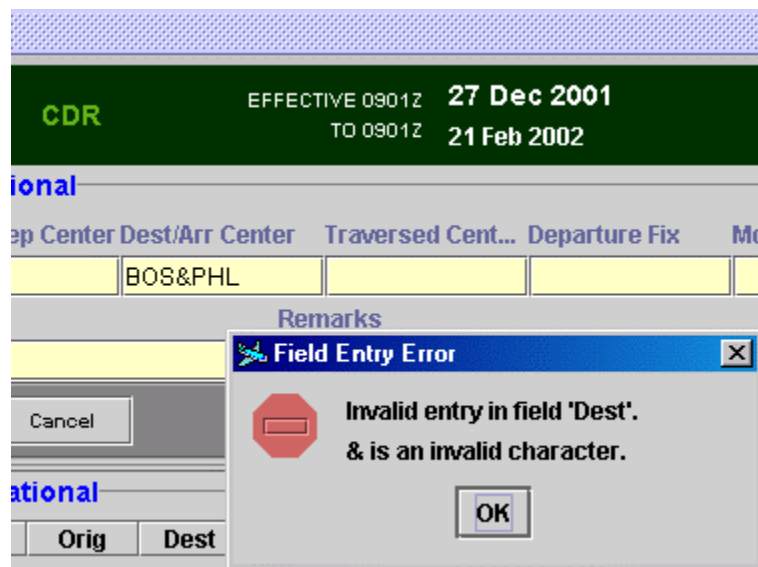 CDR
EFFECTIVE 0901Z 27 Dec 2001
TO 0901Z 21 Feb 2002
ional
ep Center Dest/Arr Center Traversed Cent... Departure Fix Mo
BOS&PHL
Remarks
Field Entry Error
Invalid entry in field 'Dest'.
& is an invalid character.
Cancel
OK
ational
Orig Dest